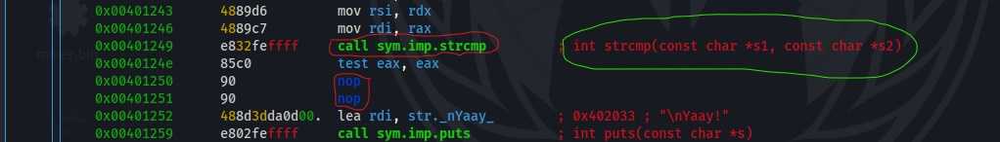 0x00401243 4889d6 mov rsi, rdx
0x00401246 4889c7 mov rdi, rax
0x00401249 e832feffff call sym.imp.strcmp ; int strcmp(const char *s1, const char *s2)
0x0040124e 85c0 test eax, eax
0x00401250 90 nop
0x00401251 90 nop
0x00401252 488d3dda0d00. lea rdi, str._nYaay_ ; 0x402033 ; "\nYaay!"
0x00401259 e802feffff call sym.imp.puts ; int puts(const char *s)